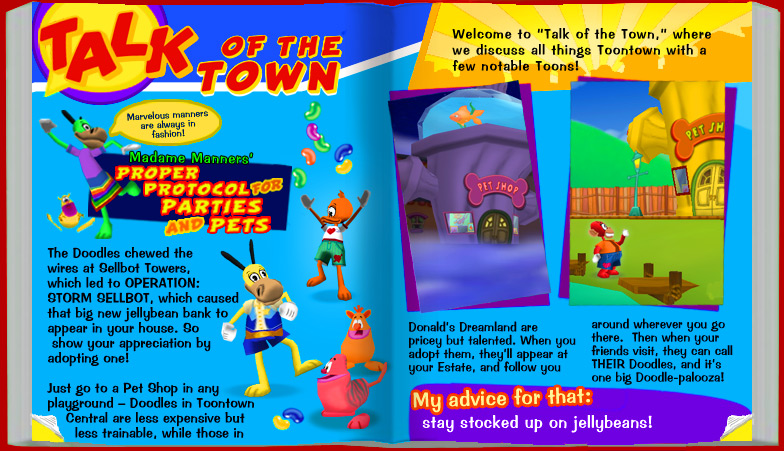 TALK OF THE
TOWN
Marvelous manners
are always in
fashion!
Madame Manners'
PROPER
PROTOCOL FOR
PARTIES
AND PETS
The Doodles chewed the
wires at Sellbot Towers,
which led to OPERATION:
STORM SELLBOT, which caused
that big new jellybean bank to
appear in your house. So
show your appreciation by
adopting one!
Just go to a Pet Shop in any
playground – Doodles in Toontown
Central are less expensive but
less trainable, while those in
Welcome to "Talk of the Town," where
we discuss all things Toontown with a
few notable Toons!
PET SHOP
PET SH
Donald's Dreamland are
pricey but talented. When you
adopt them, they'll appear at
your Estate, and follow you
around wherever you go
there. Then when your
friends visit, they can call
THEIR Doodles, and it's
one big Doodle-palooza!
My advice for that:
stay stocked up on jellybeans!